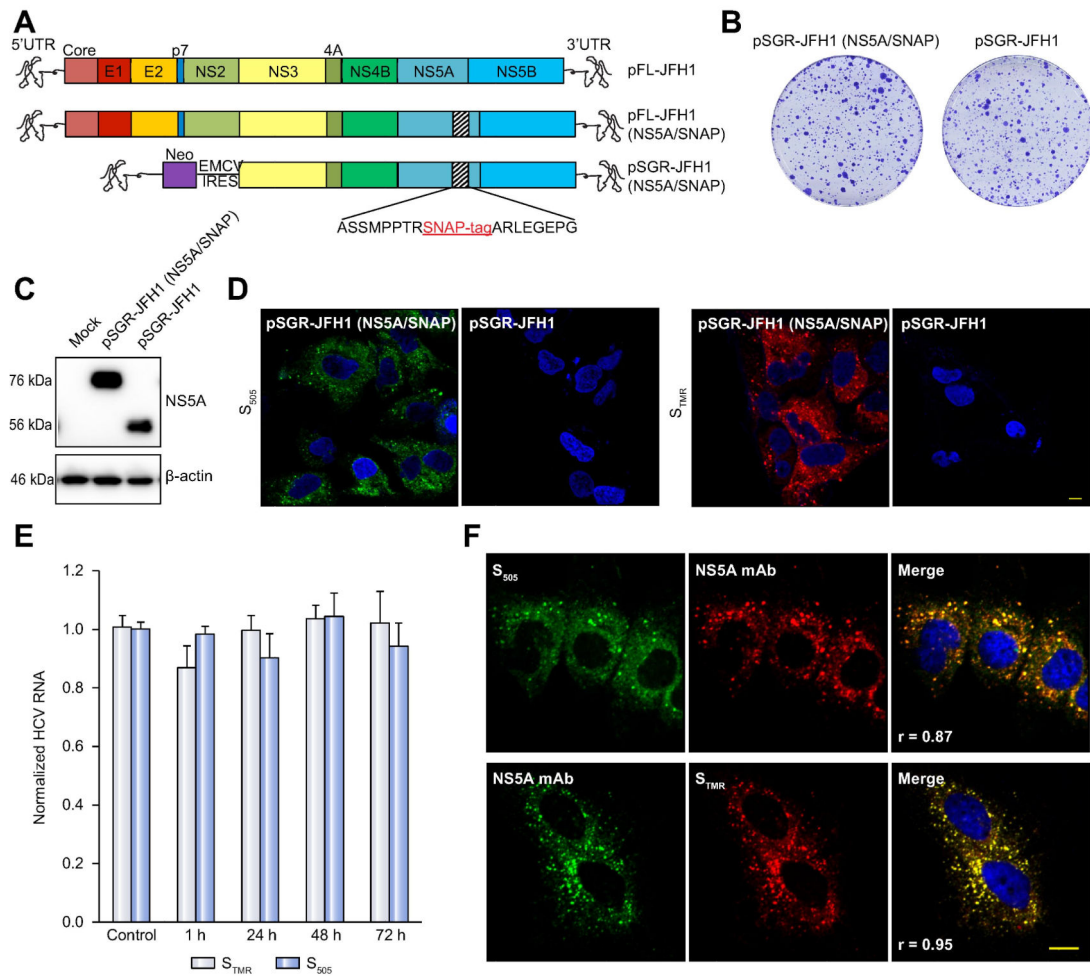 A
5'UTR
Core
p7
4A
3'UTR
E1
E2
NS2
NS3
NS4B
NS5A
NS5B
pFL-JFH1
pFL-JFH1
(NS5A/SNAP)
Neo
EMCV
IRES
pSGR-JFH1
(NS5A/SNAP)
ASSMPPTRSNAP-tagARLEGEPG
B
pSGR-JFH1 (NS5A/SNAP)
pSGR-JFH1
C
Mock
pSGR-JFH1 (NS5A/SNAP)
pSGR-JFH1
76 kDa
56 kDa
NS5A
46 kDa
β-actin
D
S505
pSGR-JFH1 (NS5A/SNAP)
pSGR-JFH1
STMR
pSGR-JFH1 (NS5A/SNAP)
pSGR-JFH1
E
Normalized HCV RNA
1.2
1.0
0.8
0.6
0.4
0.2
0.0
Control
1 h
24 h
48 h
72 h
STMR
S505
F
S505
NS5A mAb
Merge
r = 0.87
NS5A mAb
STMR
Merge
r = 0.95